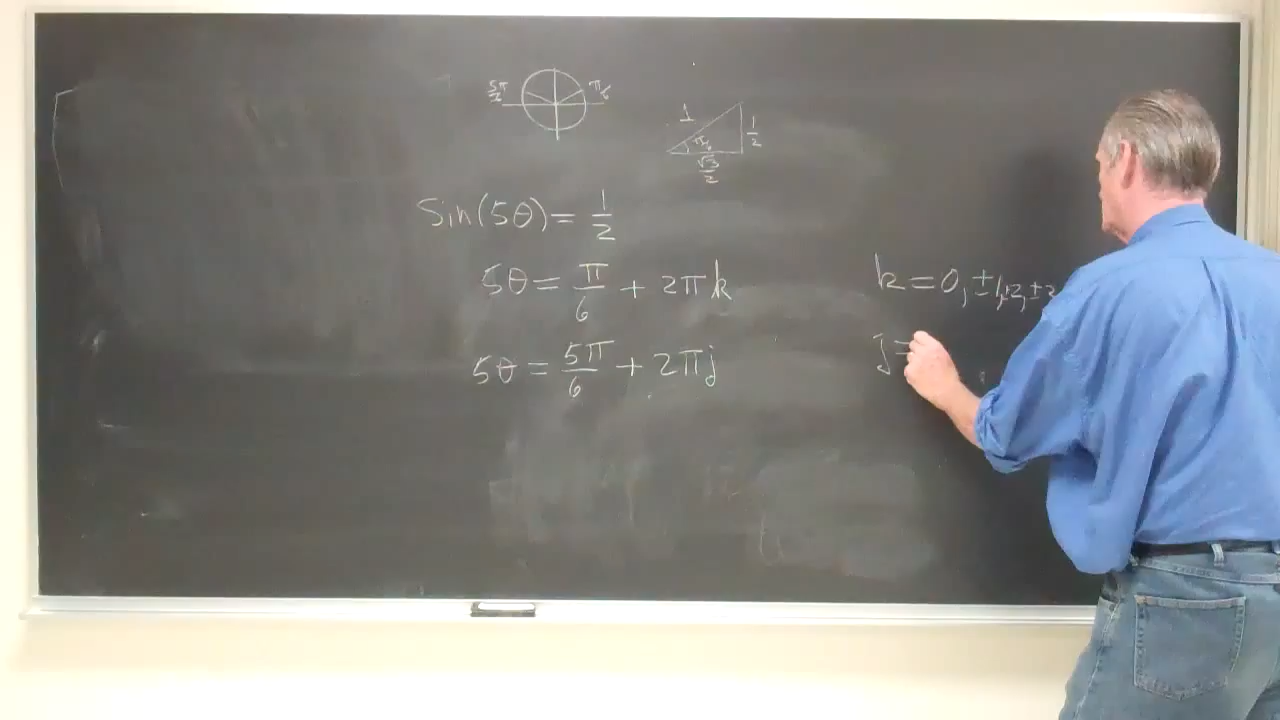 5π/6 π/6
1 1/2
π/6
√3/2
Sin(5θ) = 1/2
5θ = π/6 + 2πk k = 0, ±1, ±2, ±3
5θ = 5π/6 + 2πj j =